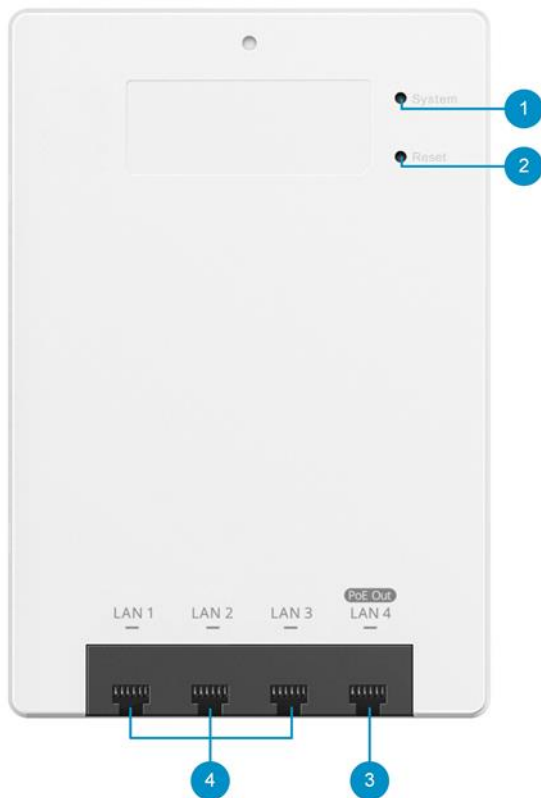 System
1
Reset
2
PoE Out
LAN 1 LAN 2 LAN 3 LAN 4
4 3